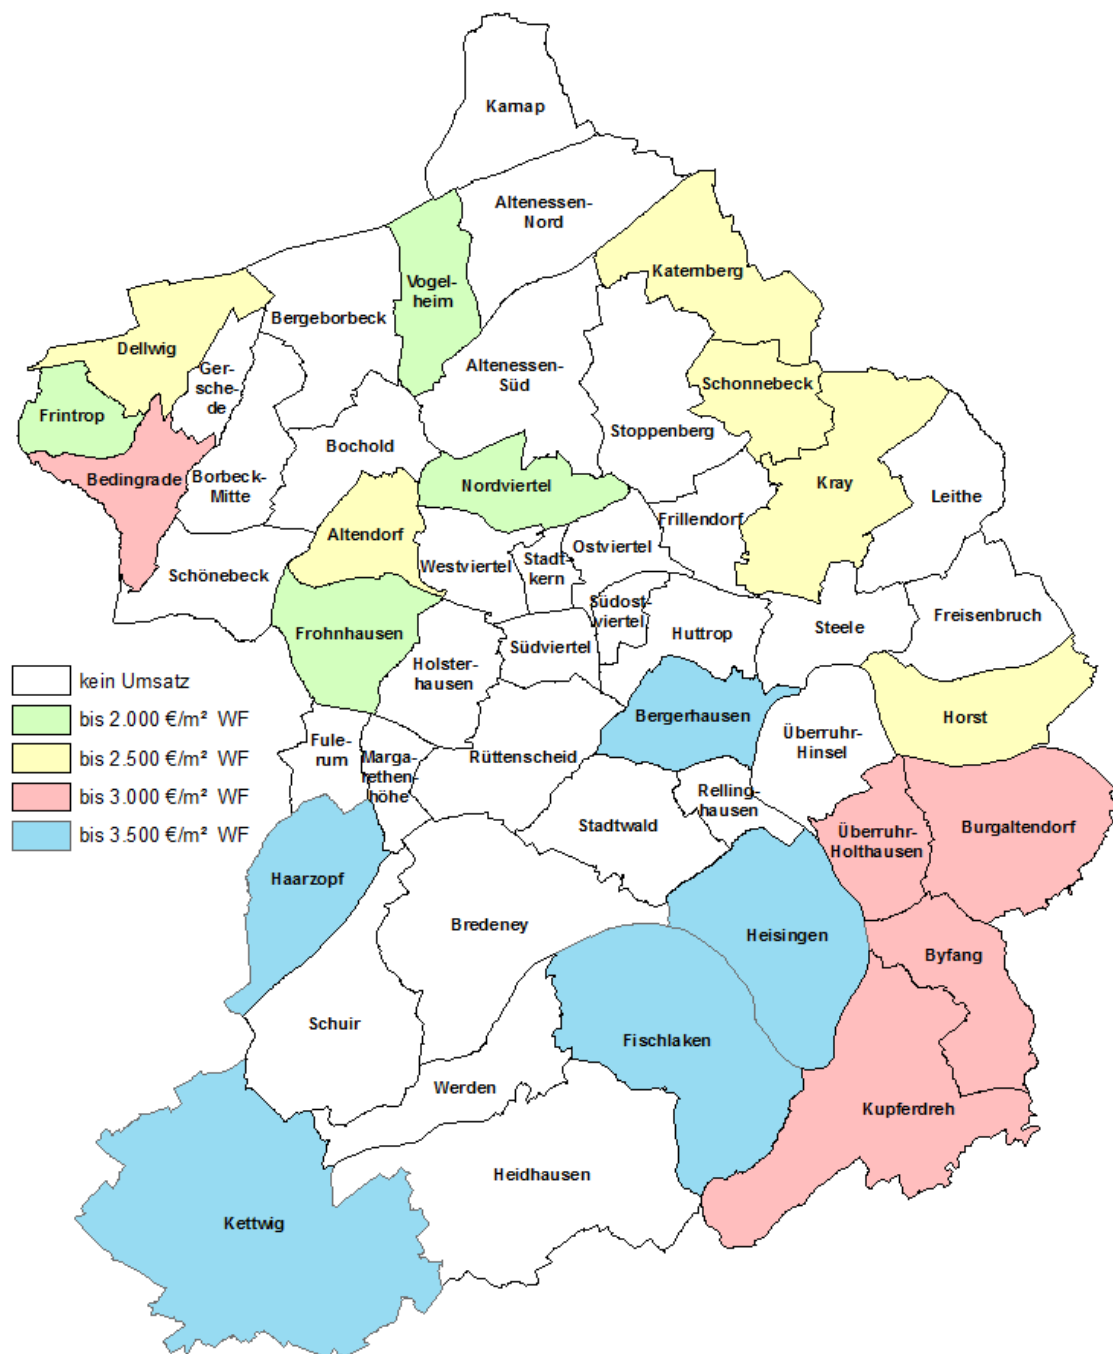 Karnap
Altenessen-
Nord
Katernberg
Vogel-
heim
Bergeborbeck
Dellwig
Ger-
sche-
de
Altenessen-
Süd
Schonnebeck
Frintrop
Stoppenberg
Bochold
Bedingrade
Borbeck-
Mitte
Nordviertel
Kray
Leithe
Frillendorf
Altendorf
Ostviertel
Stadt-
kern
Westviertel
Schönebeck
Südost-
viertel
Freisenbruch
Steele
Frohnhausen
Huttrop
Südviertel
Holster-
hausen
kein Umsatz
bis 2.000 €/m² WF
bis 2.500 €/m² WF
bis 3.000 €/m² WF
bis 3.500 €/m² WF
Bergerhausen
Horst
Überruhr-
Hinsel
Fule-
rum
Marga-
rethen-
höhe
Rüttenscheid
Relling-
hausen
Stadtwald
Überruhr-
Holthausen
Burgaltendorf
Haarzopf
Bredeney
Heisingen
Byfang
Schuir
Fischlaken
Werden
Kupferdreh
Heidhausen
Kettwig